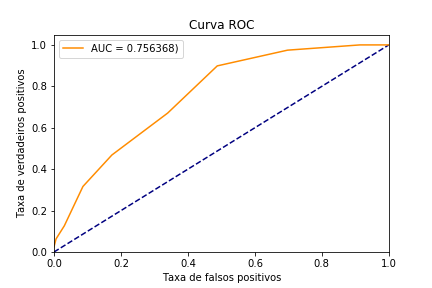 Curva ROC
AUC = 0.756368)
Taxa de verdadeiros positivos
1.0
0.8
0.6
0.4
0.2
0.0
0.0 0.2 0.4 0.6 0.8 1.0
Taxa de falsos positivos